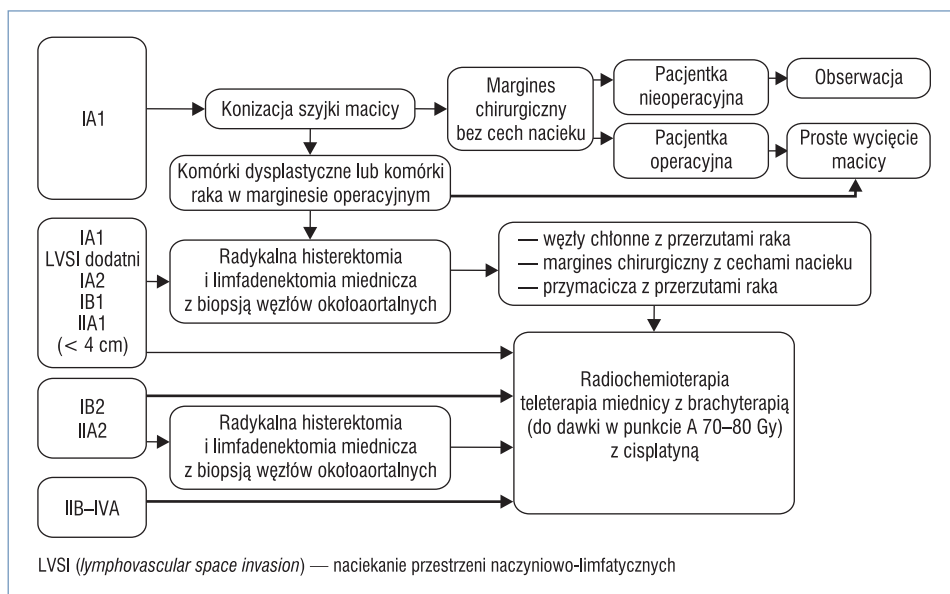 IA1
Konizacja szyjki macicy
Margines
chirurgiczny
bez cech nacieku
Pacjentka
nieoperacyjna
Obserwacja
Pacjentka
operacyjna
Proste wycięcie
macicy
Komórki dysplastyczne lub komórki
raka w marginesie operacyjnym
IA1
LVSI dodatni
IA2
IB1
IIA1
(< 4 cm)
Radykalna histerektomia
i limfadenektomia miednicza
z biopsją węzłów okołoaortalnych
— węzły chłonne z przerzutami raka
— margines chirurgiczny z cechami nacieku
— przymacicza z przerzutami raka
Radiochemioterapia
teleterapia miednicy z brachyterapią
(do dawki w punkcie A 70–80 Gy)
z cisplatyną
IB2
IIA2
Radykalna histerektomia
i limfadenektomia miednicza
z biopsją węzłów okołoaortalnych
IIB–IVA
LVSI (lymphovascular space invasion) — naciekanie przestrzeni naczyniowo-limfatycznych